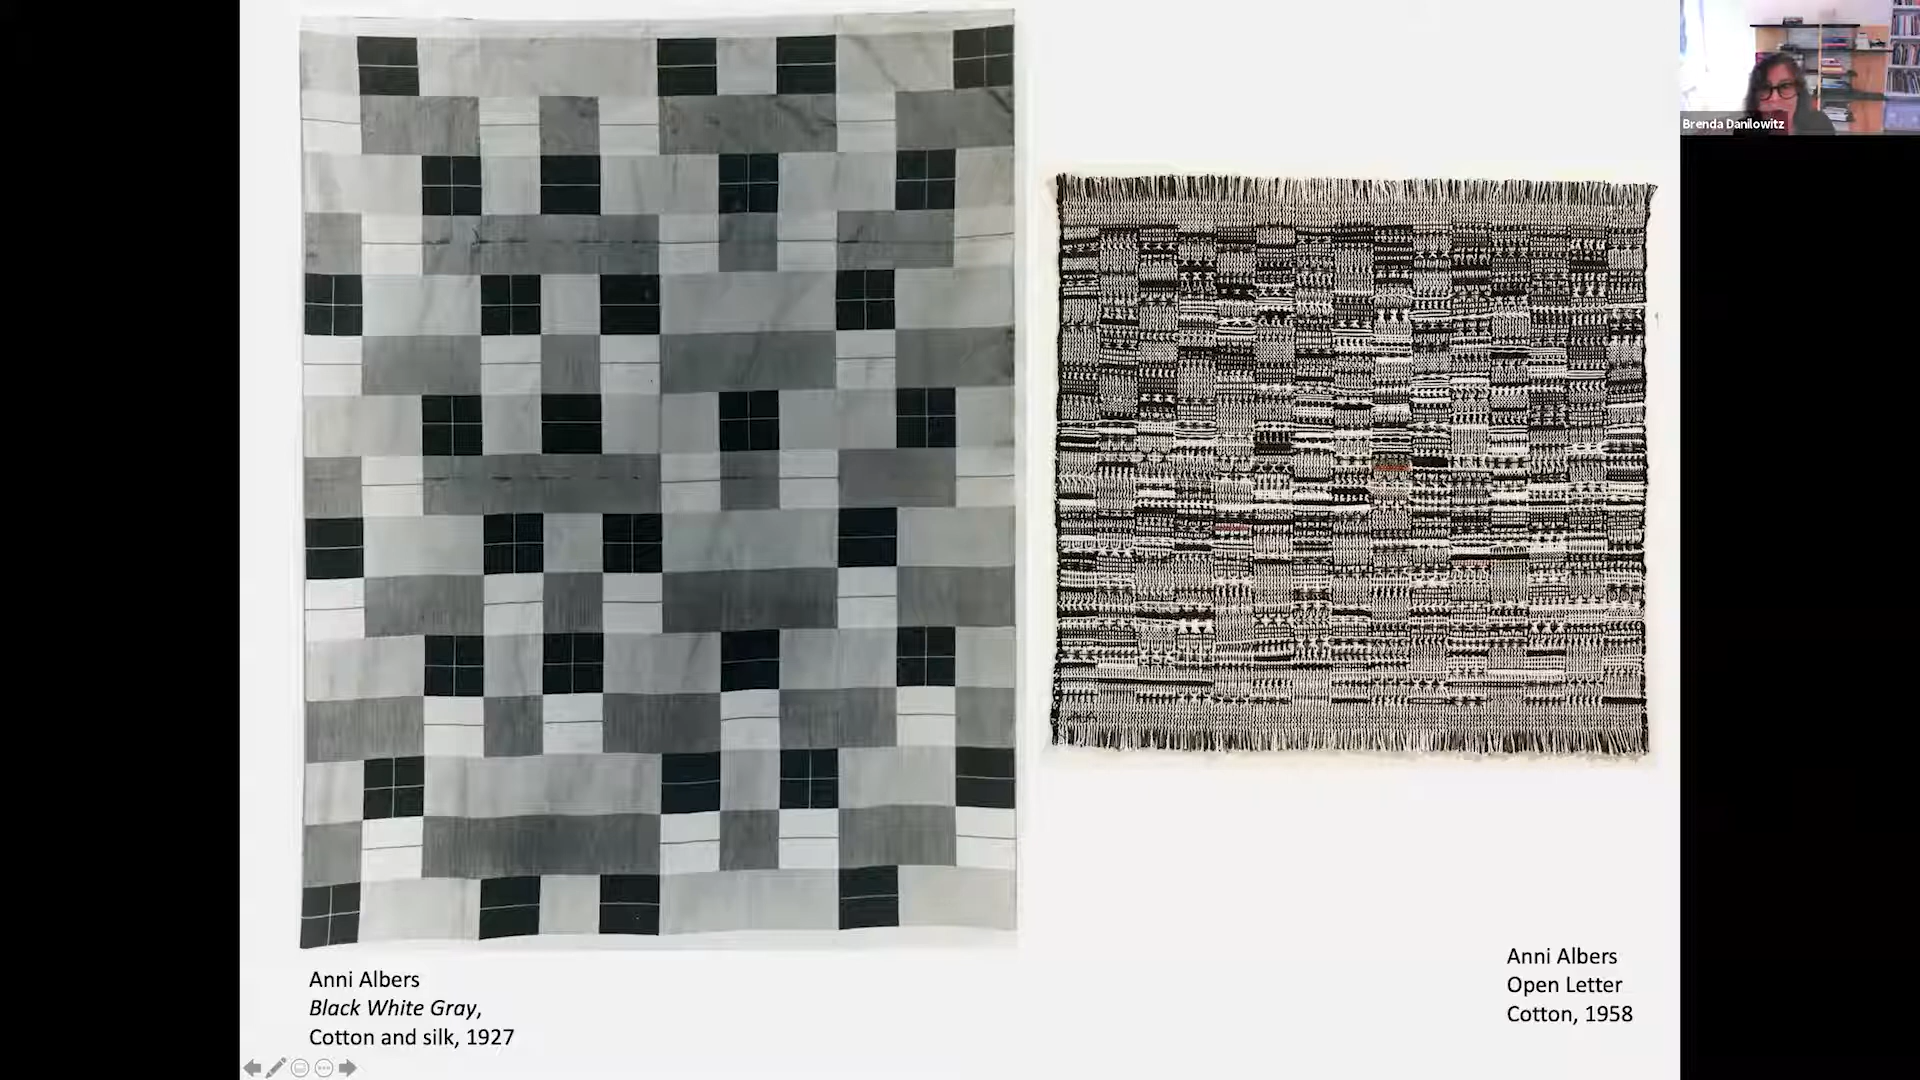 Brenda Danilowitz
Anni Albers
Black White Gray,
Cotton and silk, 1927
Anni Albers
Open Letter
Cotton, 1958